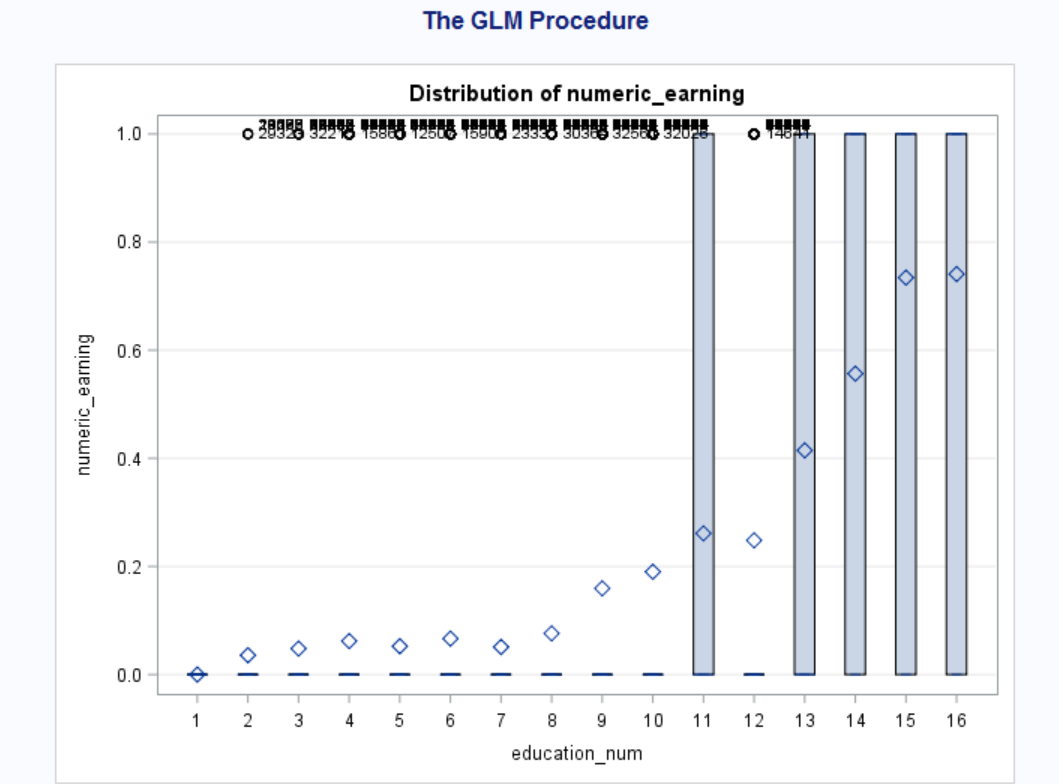 The GLM Procedure
Distribution of numeric_earning
1.0
0.8
0.6
0.4
0.2
0.0
numeric_earning
1 2 3 4 5 6 7 8 9 10 11 12 13 14 15 16
education_num